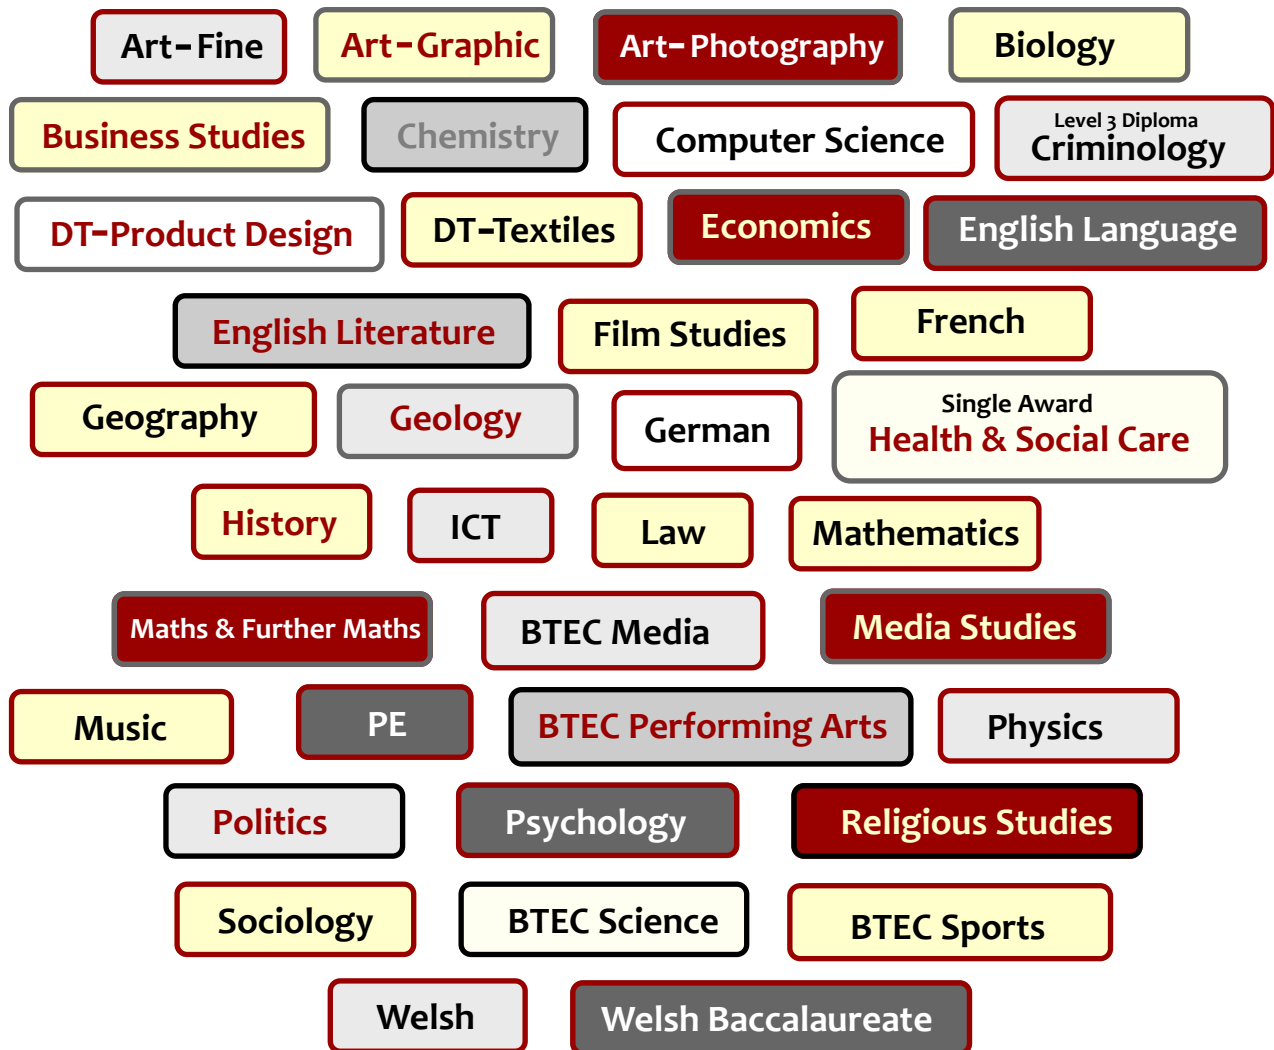 Art-Fine
Art-Graphic
Art-Photography
Biology
Business Studies
Chemistry
Computer Science
Level 3 Diploma
Criminology
DT-Product Design
DT-Textiles
Economics
English Language
English Literature
Film Studies
French
Geography
Geology
German
Single Award
Health & Social Care
History
ICT
Law
Mathematics
Maths & Further Maths
BTEC Media
Media Studies
Music
PE
BTEC Performing Arts
Physics
Politics
Psychology
Religious Studies
Sociology
BTEC Science
BTEC Sports
Welsh
Welsh Baccalaureate